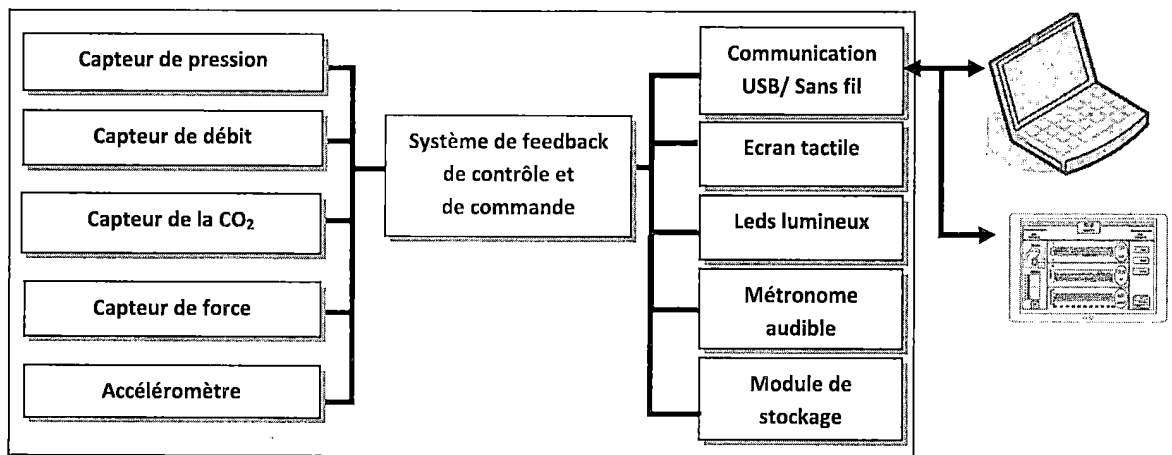 Capteur de pression
Capteur de débit
Capteur de la CO₂
Capteur de force
Accéléromètre
Système de feedback
de contrôle et
de commande
Communication
USB/ Sans fil
Ecran tactile
Leds lumineux
Métronome
audible
Module de
stockage